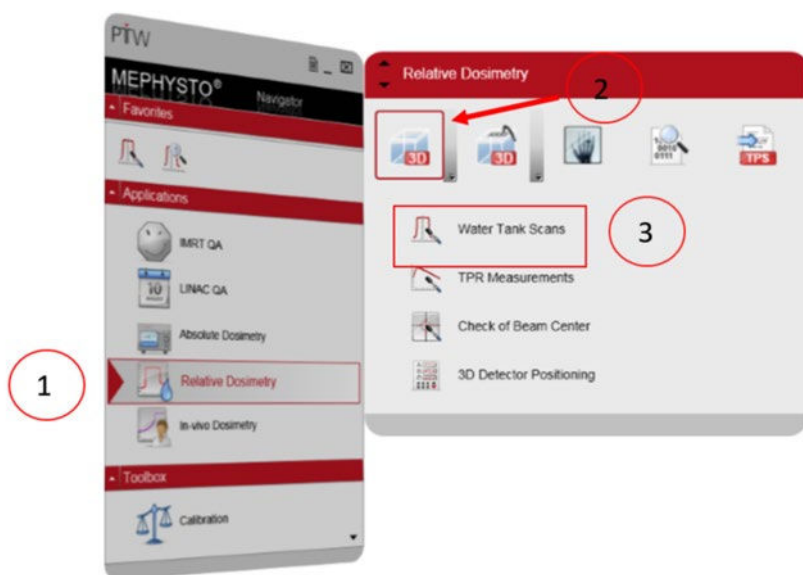 PTW
MEPHYSTO® Navigator
Favorites
Applications
IMRT QA
LINAC QA
10
Absolute Dosimetry
Relative Dosimetry
In-vivo Dosimetry
Toolbox
Calibration
1
Relative Dosimetry
2
3D
3D
0010
0111
TPS
Water Tank Scans
3
TPR Measurements
Check of Beam Center
3D Detector Positioning